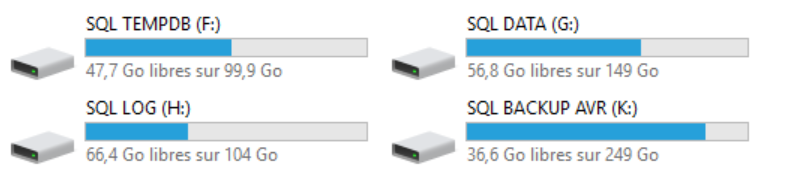 SQL TEMPDB (F:)
47,7 Go libres sur 99,9 Go
SQL DATA (G:)
56,8 Go libres sur 149 Go
SQL LOG (H:)
66,4 Go libres sur 104 Go
SQL BACKUP AVR (K:)
36,6 Go libres sur 249 Go